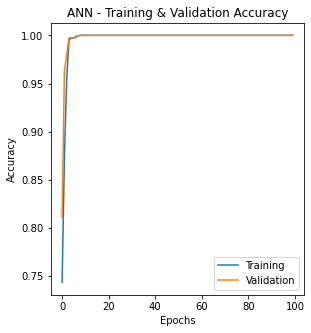 ANN - Training & Validation Accuracy
1.00
0.95
0.90
0.85
0.80
0.75
Accuracy
Training
Validation
0 20 40 60 80 100
Epochs